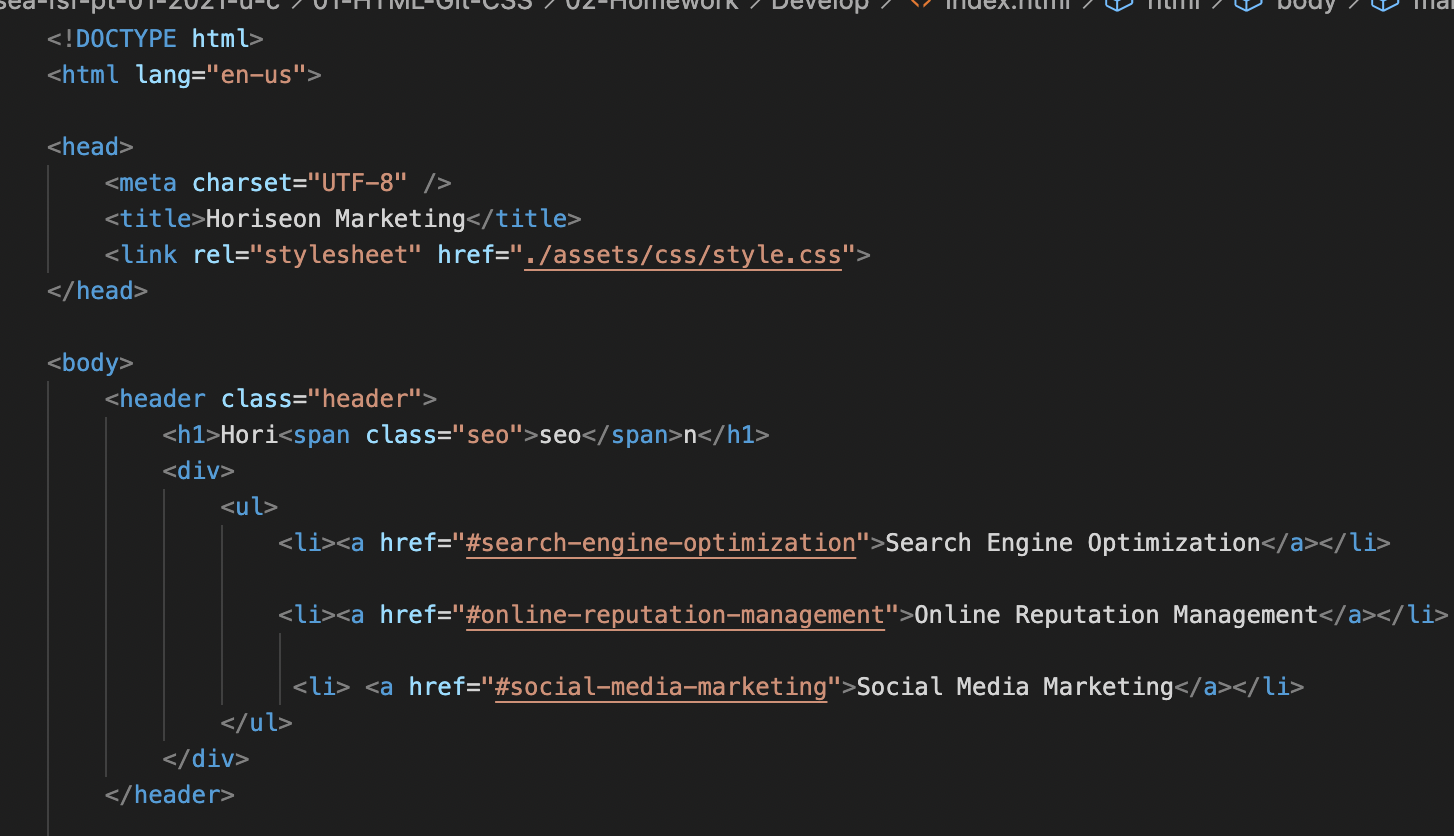 sea-fsf-pt-01-2021-u-c > 01-HTML-Git-CSS > 02-Homework > Develop > <> index.html > html > body > mai
<!DOCTYPE html>
<html lang="en-us">
<head>
<meta charset="UTF-8" />
<title>Horiseon Marketing</title>
<link rel="stylesheet" href="./assets/css/style.css">
</head>
<body>
<header class="header">
<h1>Hori<span class="seo">seo</span>n</h1>
<div>
<ul>
<li><a href="#search-engine-optimization">Search Engine Optimization</a></li>
<li><a href="#online-reputation-management">Online Reputation Management</a></li>
<li> <a href="#social-media-marketing">Social Media Marketing</a></li>
</ul>
</div>
</header>